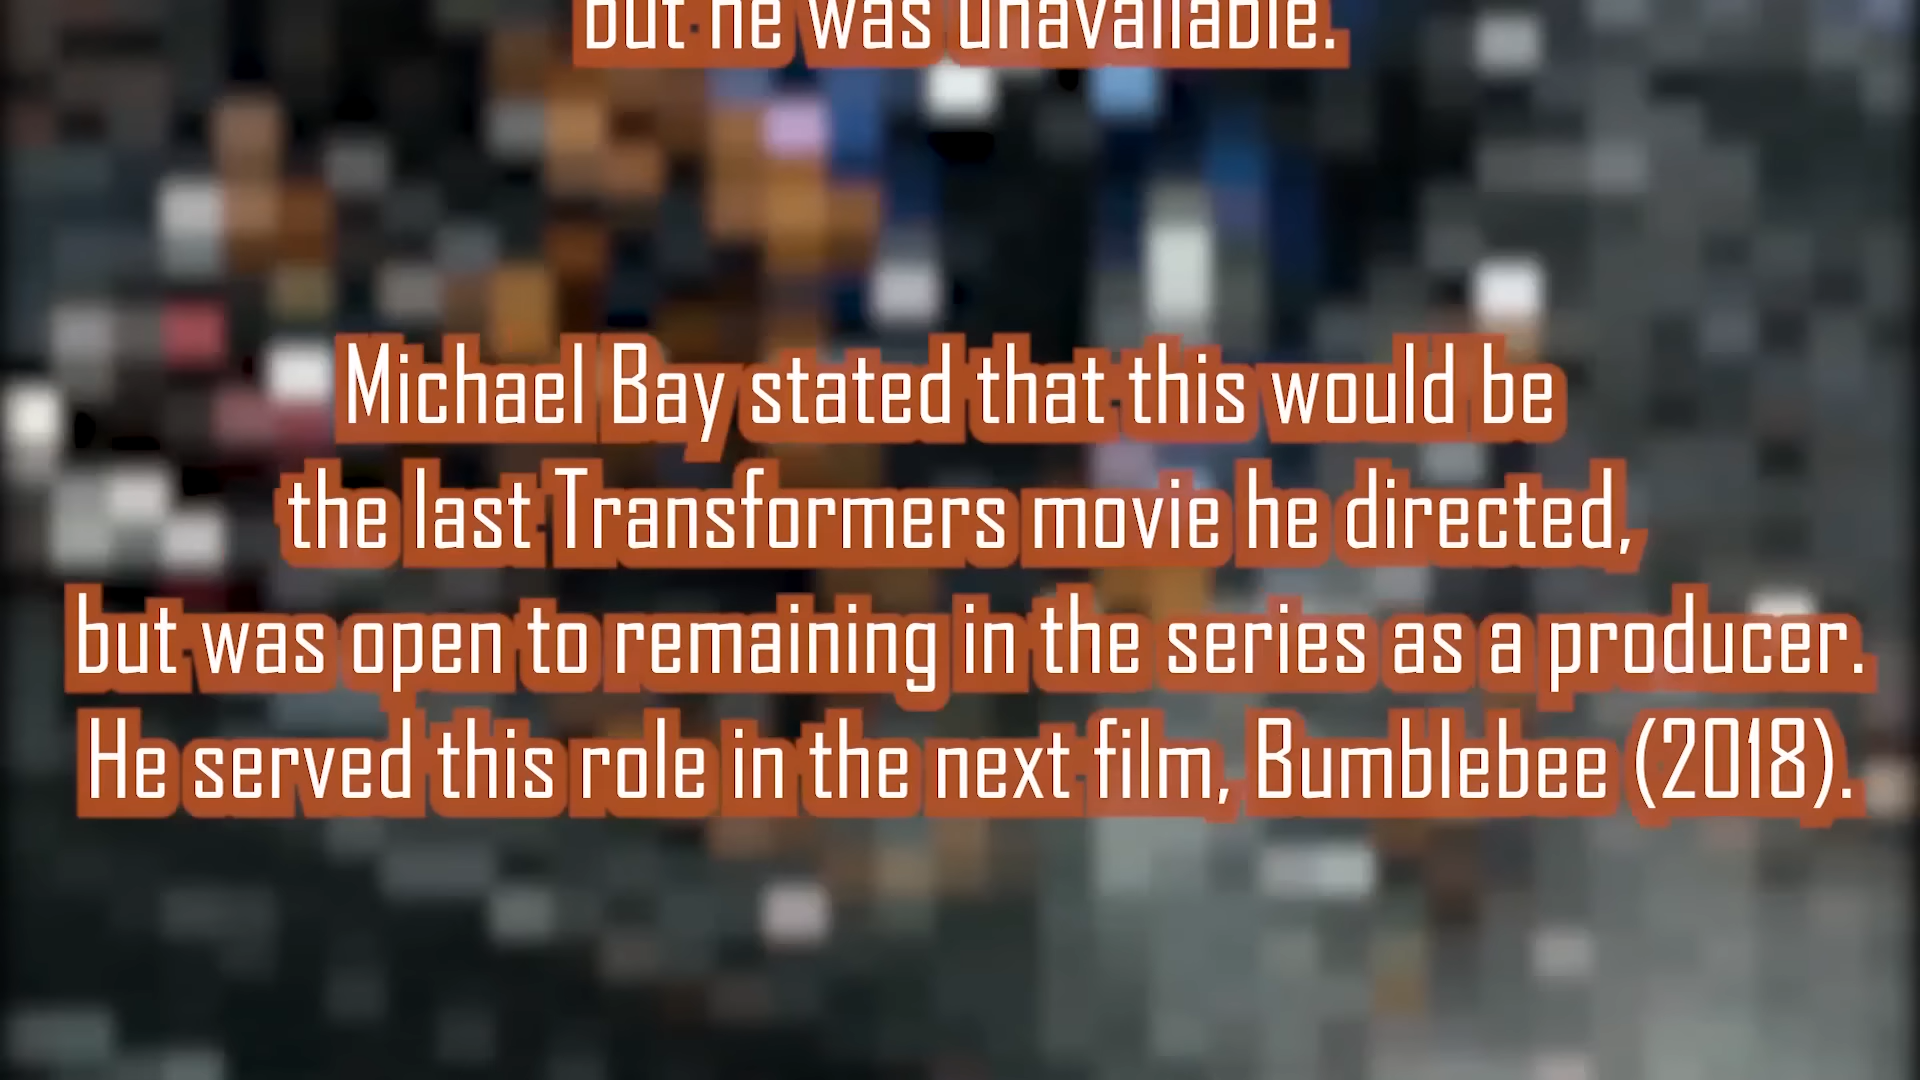 but he was unavailable.
Michael Bay stated that this would be
the last Transformers movie he directed,
but was open to remaining in the series as a producer.
He served this role in the next film, Bumblebee (2018).